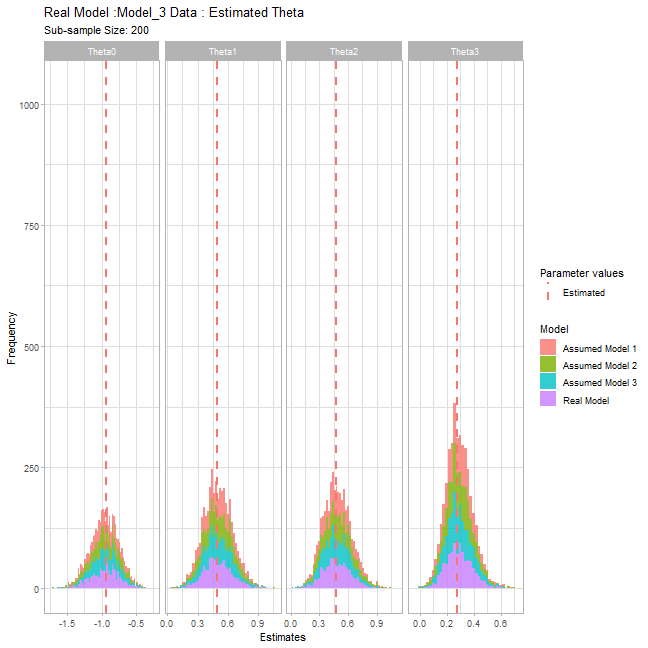 Real Model :Model_3 Data : Estimated Theta
Sub-sample Size: 200
Theta0 Theta1 Theta2 Theta3
1000
750
500
250
0
Frequency
-1.5 -1.0 -0.5 0.0 0.3 0.6 0.9 0.0 0.3 0.6 0.9 0.0 0.2 0.4 0.6
Estimates
Parameter values
Estimated
Model
Assumed Model 1
Assumed Model 2
Assumed Model 3
Real Model